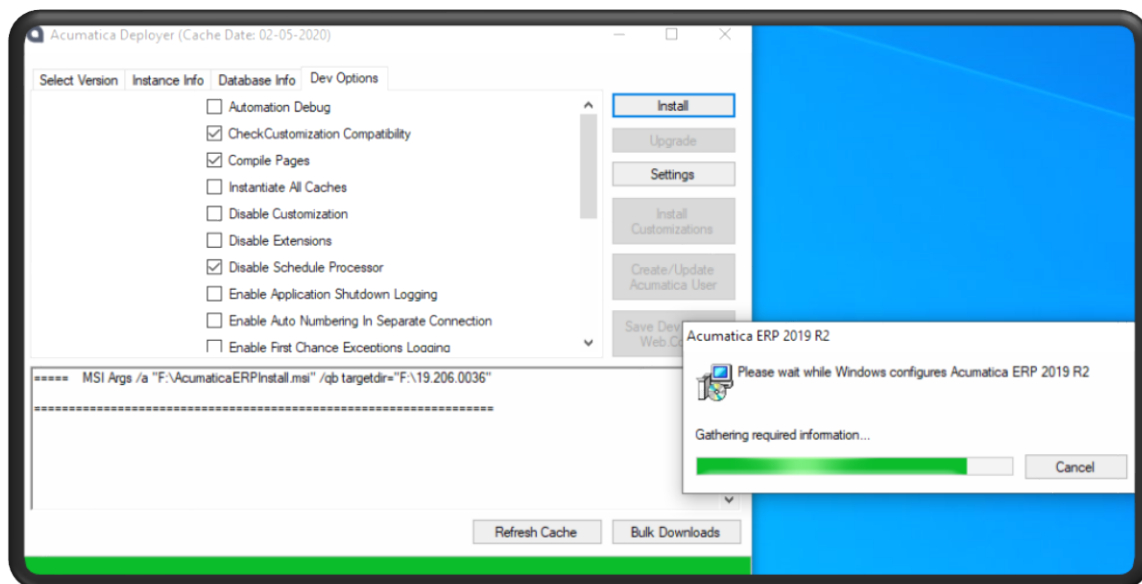 Acumatica Deployer (Cache Date: 02-05-2020)
Select Version Instance Info Database Info Dev Options
Automation Debug
CheckCustomization Compatibility
Compile Pages
Instantiate All Caches
Disable Customization
Disable Extensions
Disable Schedule Processor
Enable Application Shutdown Logging
Enable Auto Numbering In Separate Connection
Enable First Chance Exceptions Logging
Install
Upgrade
Settings
Install
Customizations
Create/Update
Acumatica User
Save Dev
Web.Co
===== MSI Args /a "F:\AcumaticaERPInstall.msi" /qb targetdir="F:\19.206.0036"
==================================================================
Refresh Cache Bulk Downloads
Acumatica ERP 2019 R2
Please wait while Windows configures Acumatica ERP 2019 R2
Gathering required information...
Cancel